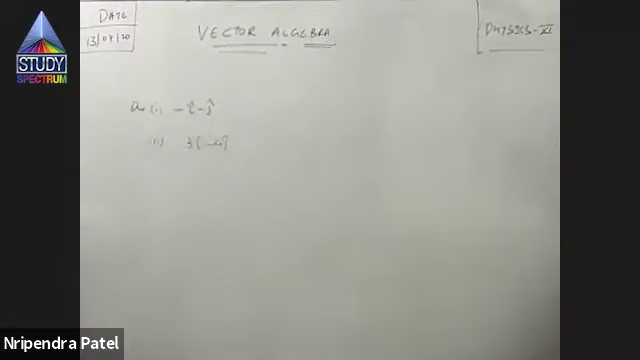 DATE
13/07/20
VECTOR ALGEBRA
PHYSICS-XI
STUDY
SPECTRUM
(i) -î-ĵ
Nripendra Patel